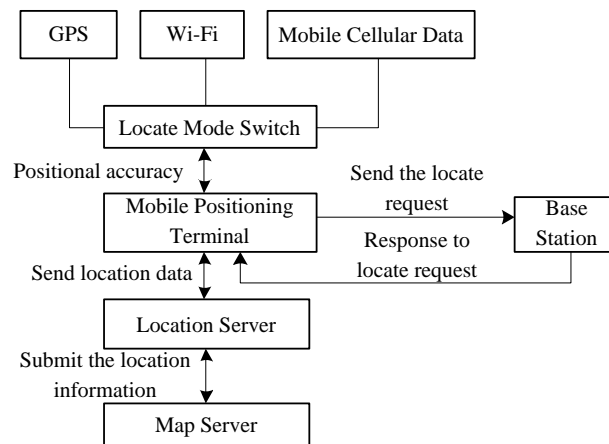 GPS
Wi-Fi
Mobile Cellular Data
Locate Mode Switch
Positional accuracy
Send the locate
request
Mobile Positioning
Terminal
Base
Station
Response to
locate request
Send location data
Location Server
Submit the location
information
Map Server